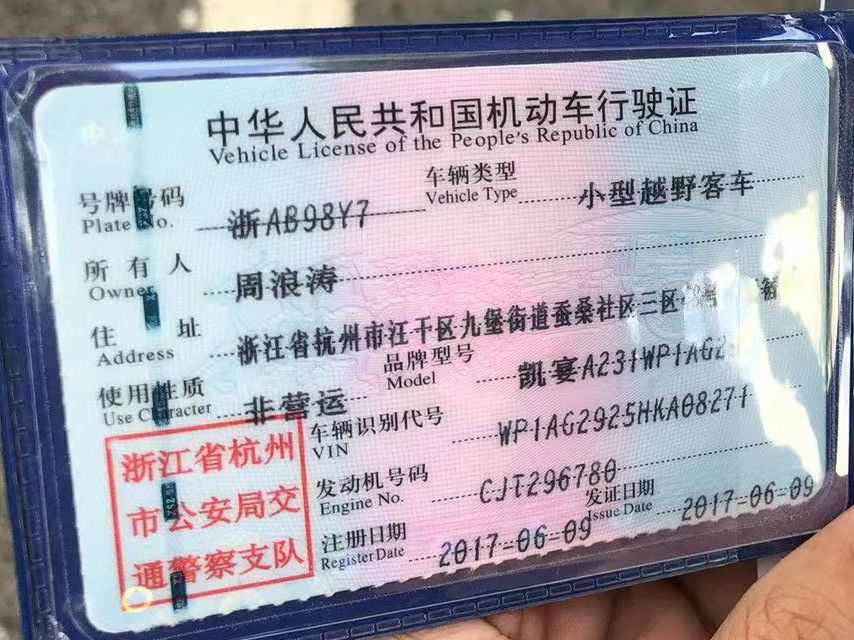 中华人民共和国机动车行驶证
Vehicle License of the People's Republic of China
号牌号码 浙AB98Y7 车辆类型 小型越野客车
Plate No. Vehicle Type
所有人 周浪涛
Owner
住址 浙江省杭州市江干区九堡街道蚕桑社区三区
Address
使用性质 非营运 品牌型号 凯宴A231WP1AG2
Use Character Model
车辆识别代号 WP1AG2925HKA08271
VIN
发动机号码 CJT296780
Engine No.
注册日期 2017-06-09 发证日期 2017-06-09
Register Date Issue Date
浙江省杭州
市公安局交
通警察支队